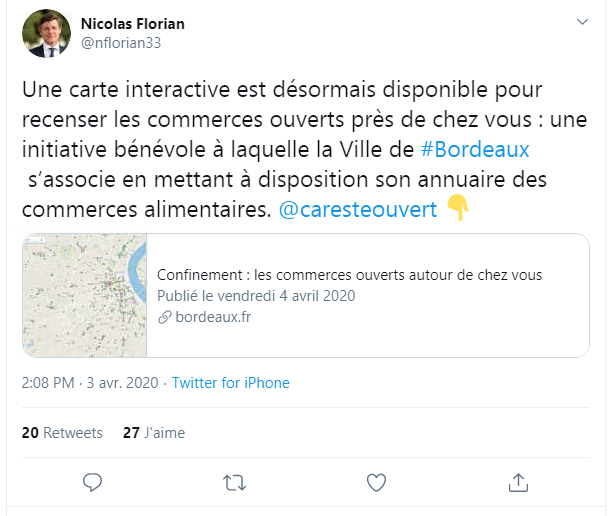 Nicolas Florian
@nflorian33
Une carte interactive est désormais disponible pour
recenser les commerces ouverts près de chez vous : une
initiative bénévole à laquelle la Ville de #Bordeaux
s’associe en mettant à disposition son annuaire des
commerces alimentaires. @caresteouvert 👇
Confinement : les commerces ouverts autour de chez vous
Publié le vendredi 4 avril 2020
bordeaux.fr
2:08 PM · 3 avr. 2020 · Twitter for iPhone
20 Retweets 27 J'aime